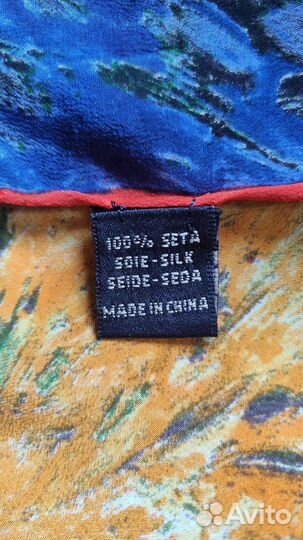 100% SETA
SOIE-SILK
SEIDE-SEDA
MADE IN CHINA
Avito